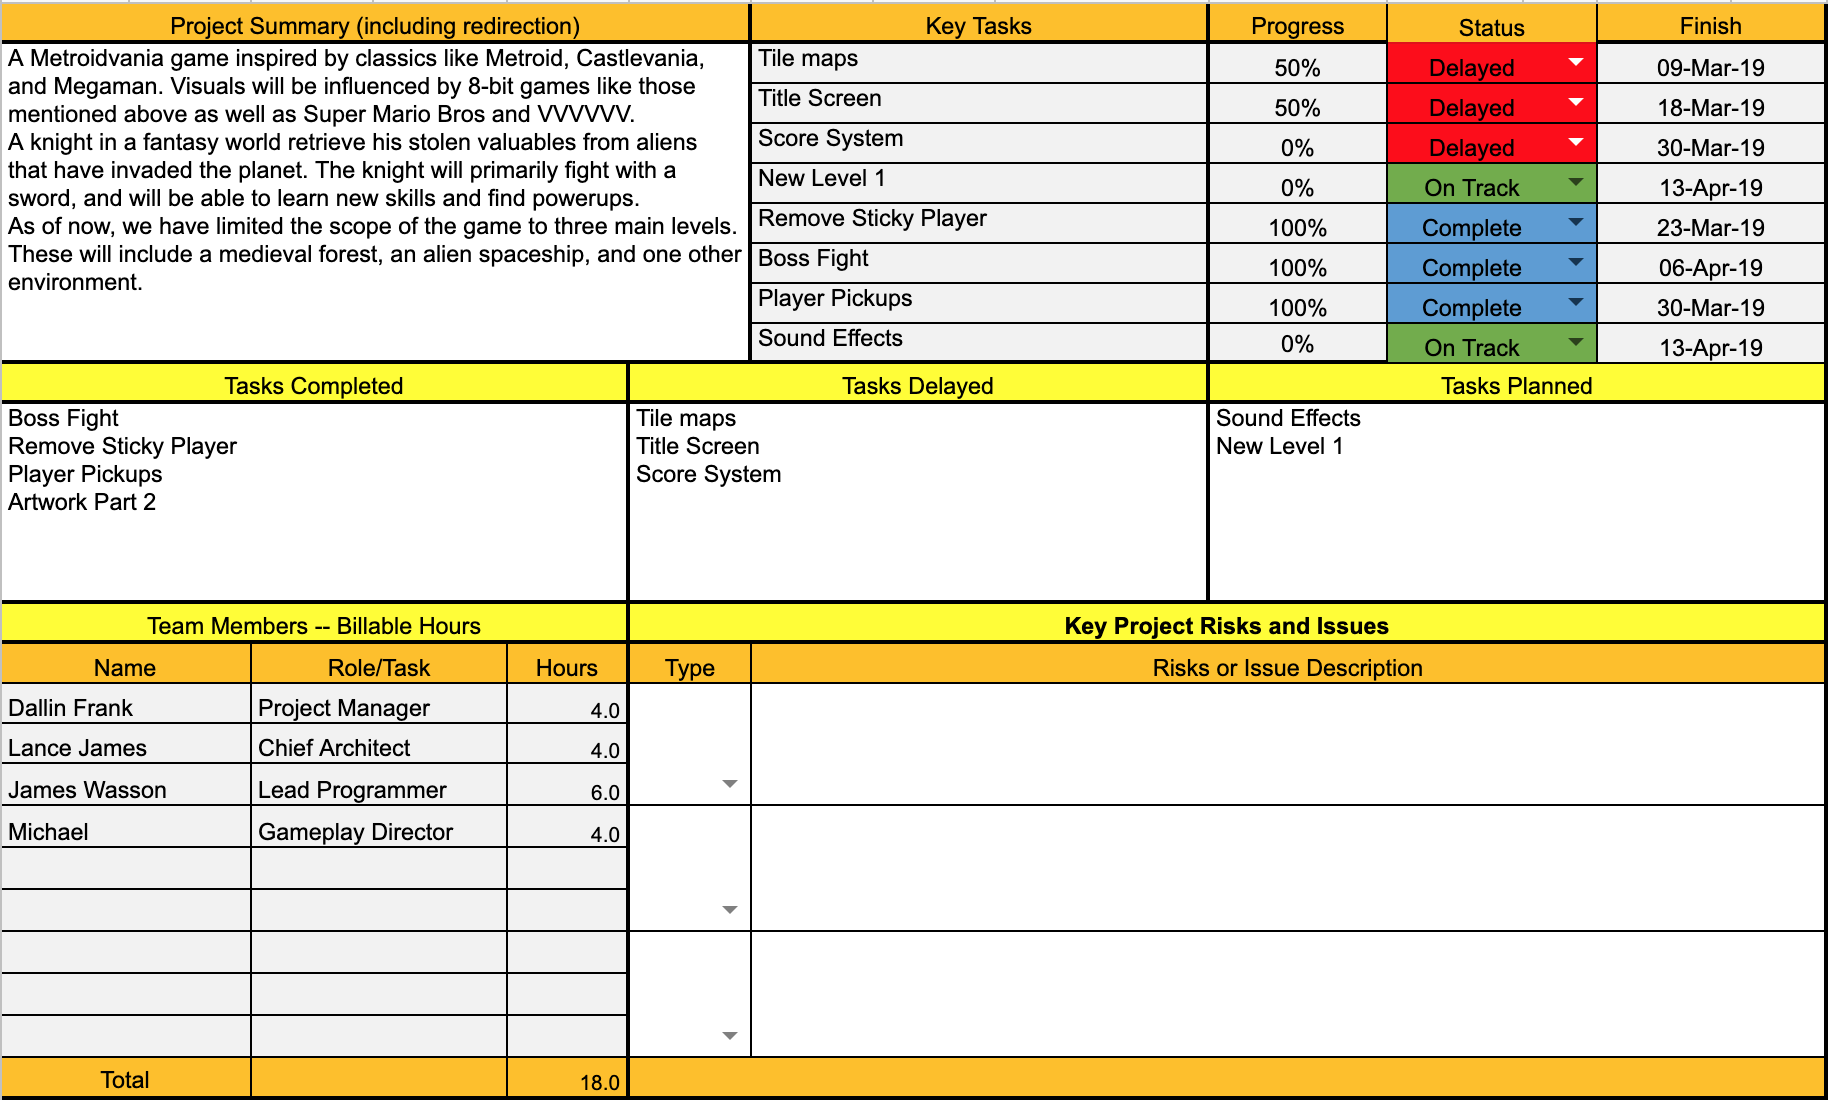 Project Summary (including redirection) Key Tasks Progress Status Finish
A Metroidvania game inspired by classics like Metroid, Castlevania,
and Megaman. Visuals will be influenced by 8-bit games like those
mentioned above as well as Super Mario Bros and VVVVVV.
A knight in a fantasy world retrieve his stolen valuables from aliens
that have invaded the planet. The knight will primarily fight with a
sword, and will be able to learn new skills and find powerups.
As of now, we have limited the scope of the game to three main levels.
These will include a medieval forest, an alien spaceship, and one other
environment.
Tile maps 50% Delayed 09-Mar-19
Title Screen 50% Delayed 18-Mar-19
Score System 0% Delayed 30-Mar-19
New Level 1 0% On Track 13-Apr-19
Remove Sticky Player 100% Complete 23-Mar-19
Boss Fight 100% Complete 06-Apr-19
Player Pickups 100% Complete 30-Mar-19
Sound Effects 0% On Track 13-Apr-19
Tasks Completed Tasks Delayed Tasks Planned
Boss Fight
Remove Sticky Player
Player Pickups
Artwork Part 2
Tile maps
Title Screen
Score System
Sound Effects
New Level 1
Team Members -- Billable Hours Key Project Risks and Issues
Name Role/Task Hours Type Risks or Issue Description
Dallin Frank Project Manager 4.0
Lance James Chief Architect 4.0
James Wasson Lead Programmer 6.0
Michael Gameplay Director 4.0
Total 18.0